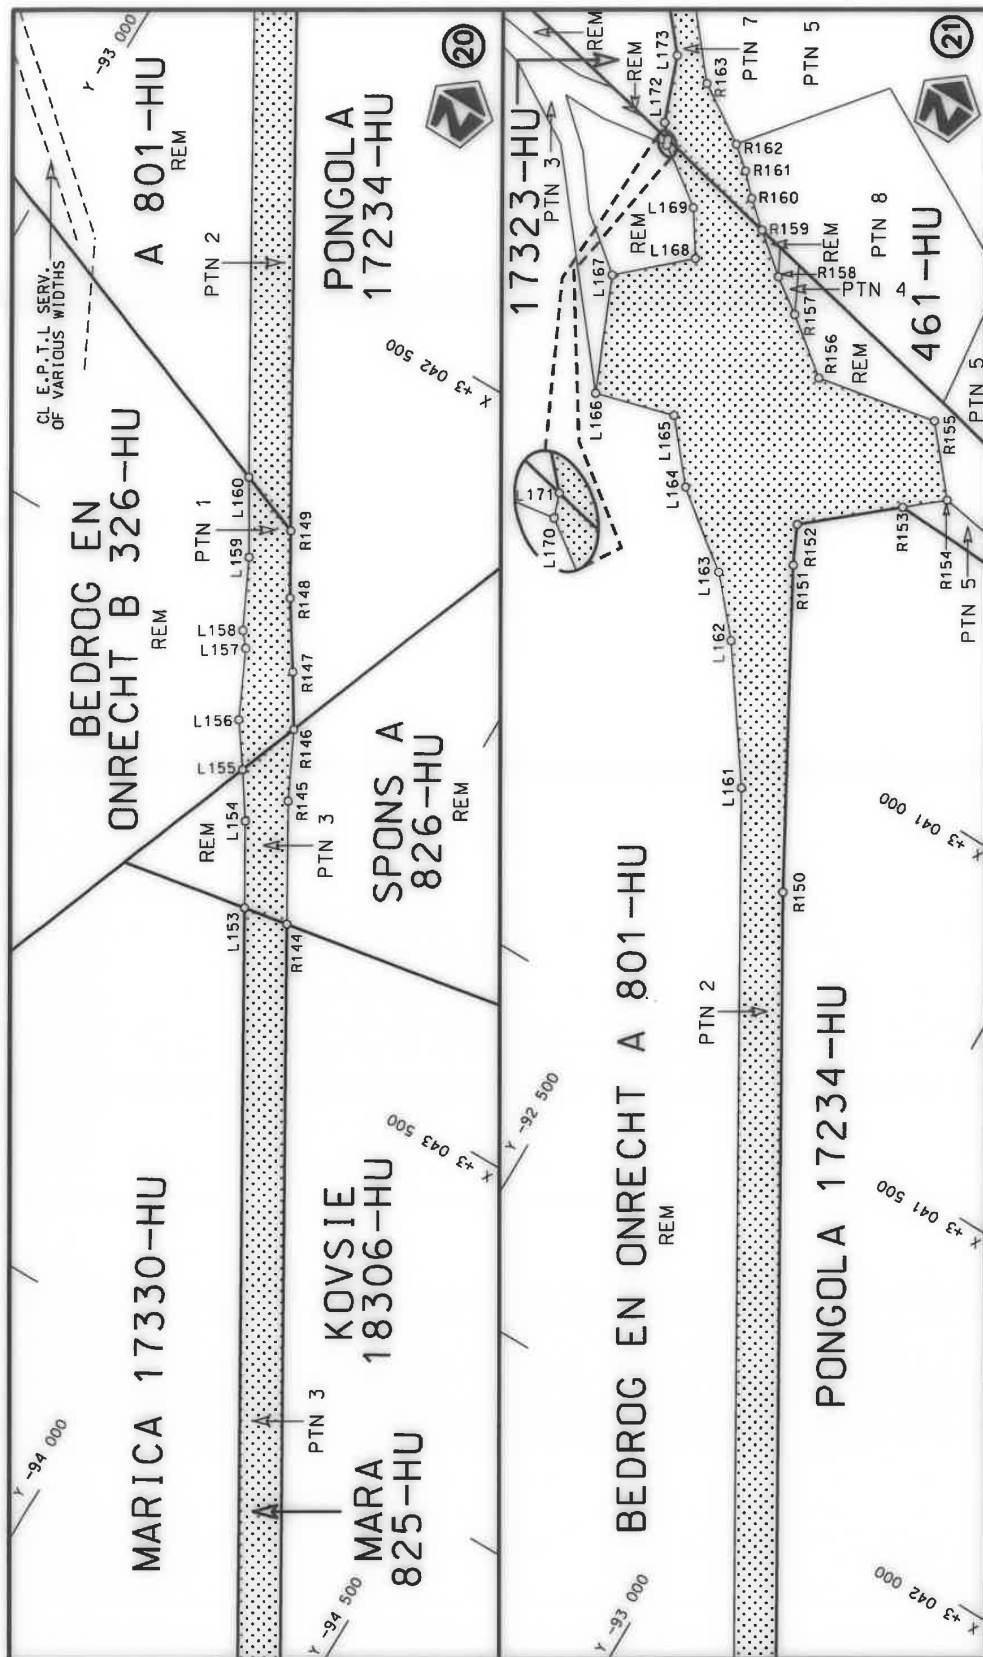 Y -93 000
20
CL E.P.T.L SERV.
OF VARIOUS WIDTHS
A 801-HU
REM
PTN 2
PONGOLA
17234-HU
X +3 042 500
BEDROG EN
ONRECHT B 326-HU
REM
PTN 1
L160
L159
L158
L157
L156
L155
L154
L153
R149
R148
R147
R146
R145
R144
REM
PTN 3
SPONS A
826-HU
REM
MARICA 17330-HU
KOVSIE
18306-HU
X +3 043 500
PTN 3
MARA
825-HU
Y -94 000
Y -94 500
21
17323-HU
PTN 3
REM
REM
L172
L173
PTN 7
PTN 5
R163
R162
R161
R160
R159
REM
R158
PTN 4
R157
R156
REM
PTN 8
461-HU
PTN 5
L169
REM
L168
L167
L166
L165
L164
L163
L162
L161
L171
L170
R155
R154
R153
R152
R151
R150
PTN 5
X +3 041 000
BEDROG EN ONRECHT A 801-HU
REM
PTN 2
PONGOLA 17234-HU
Y -92 500
X +3 041 500
Y -93 000
X +3 042 000